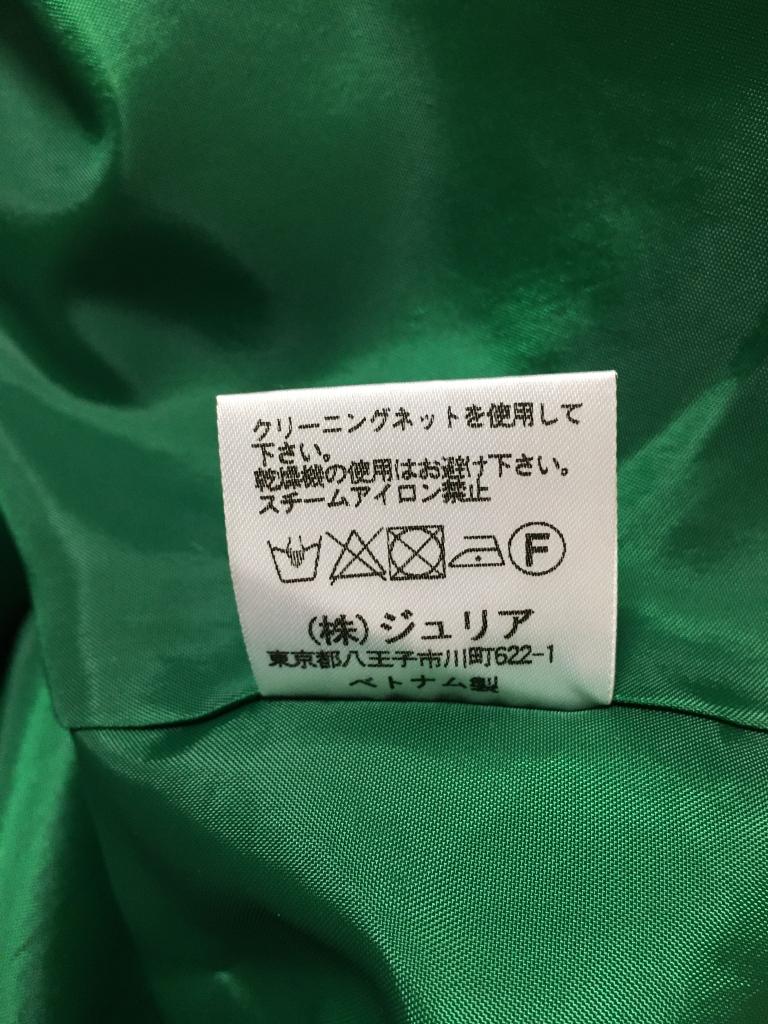 クリーニングネットを使用して
下さい。
乾燥機の使用はお避け下さい。
スチームアイロン禁止
F
(株)ジュリア
東京都八王子市川町622-1
ベトナム製